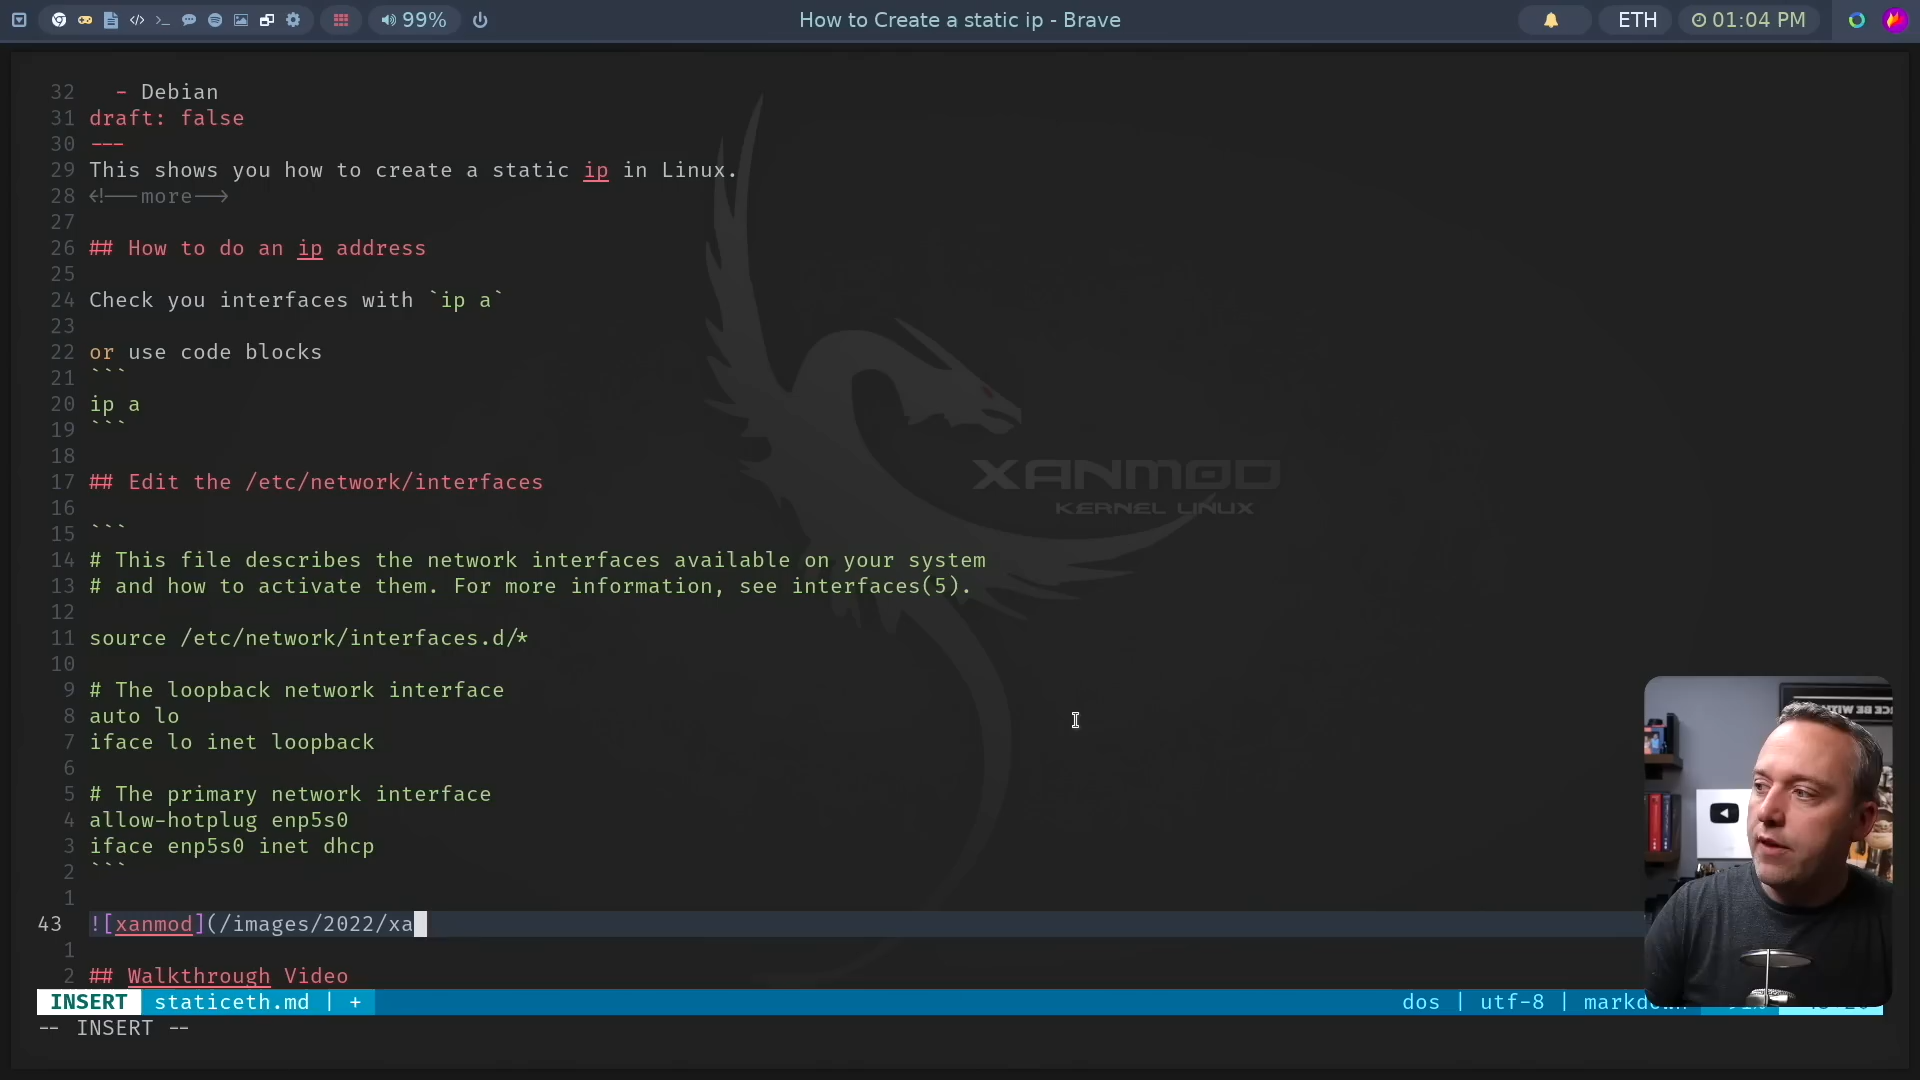 99%
How to Create a static ip - Brave
ETH
01:04 PM
32 - Debian
31 draft: false
30 ---
29 This shows you how to create a static ip in Linux.
28 <!--more-->
27
26 ## How to do an ip address
25
24 Check you interfaces with `ip a`
23
22 or use code blocks
21 ```
20 ip a
19 ```
18
17 ## Edit the /etc/network/interfaces
16
15 ```
14 # This file describes the network interfaces available on your system
13 # and how to activate them. For more information, see interfaces(5).
12
11 source /etc/network/interfaces.d/*
10
9 # The loopback network interface
8 auto lo
7 iface lo inet loopback
6
5 # The primary network interface
4 allow-hotplug enp5s0
3 iface enp5s0 inet dhcp
2 ```
1
43 ![xanmod](/images/2022/xa
1
2 ## Walkthrough Video
XANMOD
KERNEL LINUX
INSERT staticeth.md | +
dos | utf-8 |
-- INSERT --